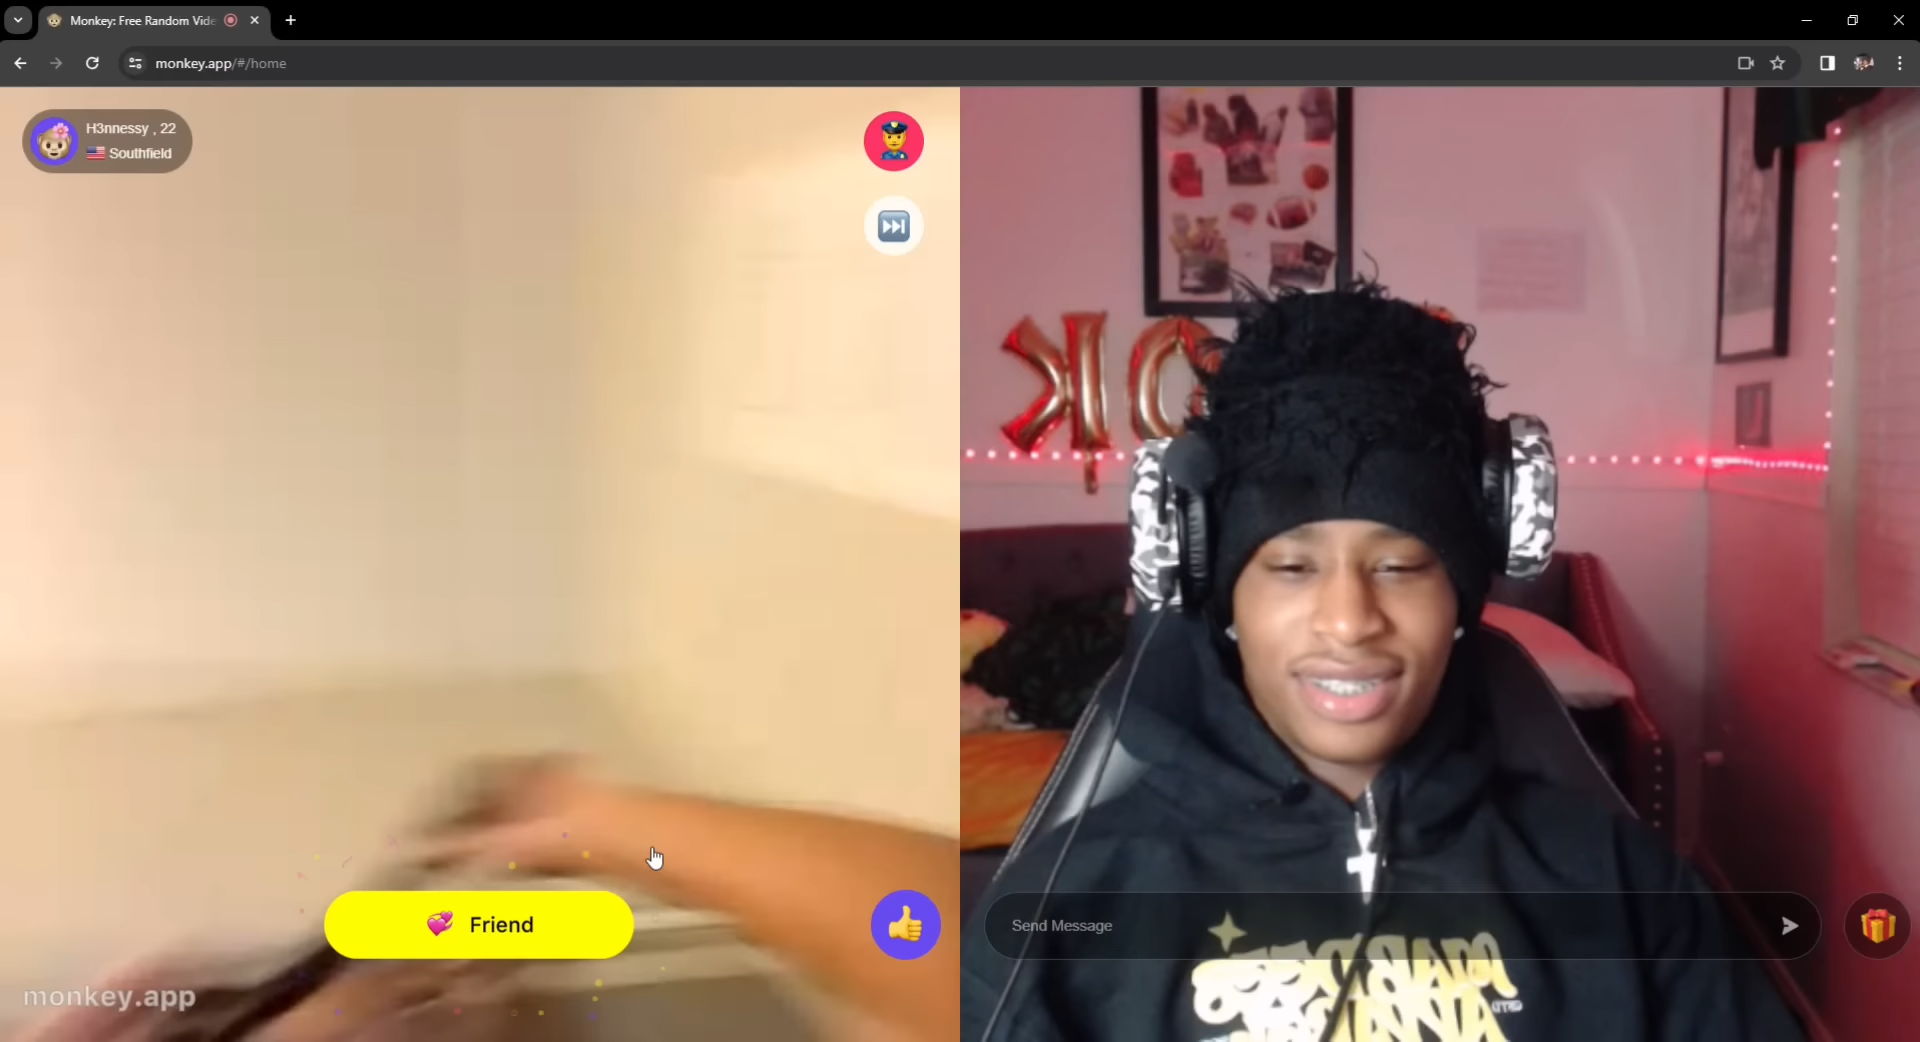 Monkey: Free Random Vide
monkey.app/#/home
H3nnessy , 22
Southfield
Friend
Send Message
monkey.app